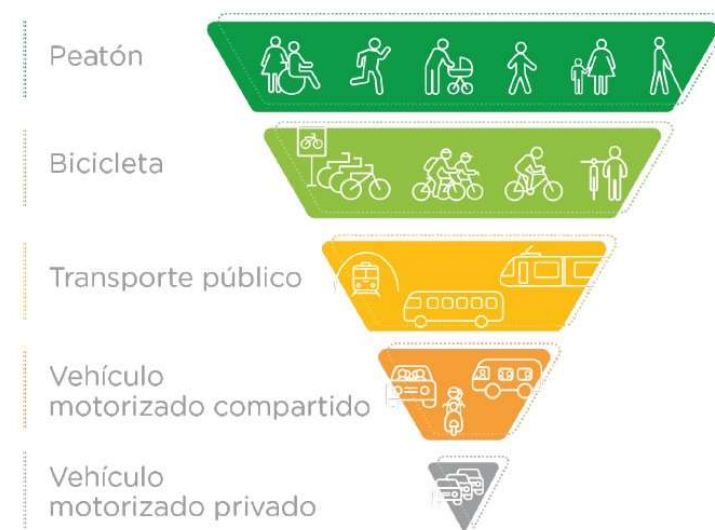 Peatón
Bicicleta
Transporte público
Vehículo
motorizado compartido
Vehículo
motorizado privado